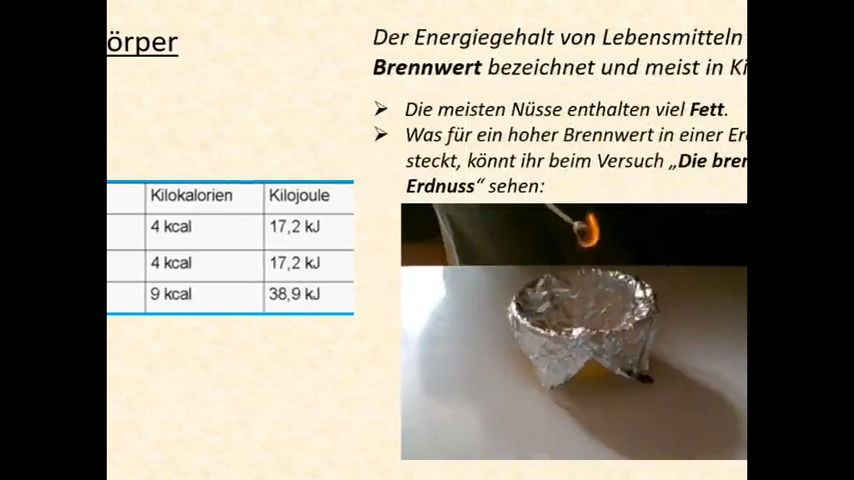 örper
Der Energiegehalt von Lebensmitteln
Brennwert bezeichnet und meist in Ki
Die meisten Nüsse enthalten viel Fett.
Was für ein hoher Brennwert in einer Er
steckt, könnt ihr beim Versuch „Die bren
Erdnuss“ sehen:
Kilokalorien Kilojoule
4 kcal 17,2 kJ
4 kcal 17,2 kJ
9 kcal 38,9 kJ